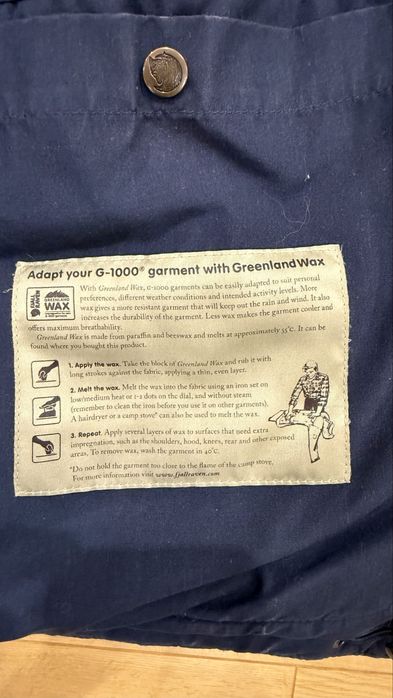 Adapt your G-1000® garment with Greenland Wax
FJÄLL
RÄVEN
GREENLAND
WAX
With Greenland Wax, G-1000 garments can be easily adapted to suit personal
preferences, different weather conditions and intended activity levels. More
wax gives a more resistant garment that will keep out the rain and wind. It also
increases the durability of the garment. Less wax makes the garment cooler and
offers maximum breathability.
Greenland Wax is made from paraffin and beeswax and melts at approximately 55°C. It can be
found where you bought this product.
1. Apply the wax. Take the block of Greenland Wax and rub it with
long strokes against the fabric, applying a thin, even layer.
2. Melt the wax. Melt the wax into the fabric using an iron set on
low/medium heat or 1-2 dots on the dial, and without steam
(remember to clean the iron before you use it on other garments).
A hairdryer or a camp stove* can also be used to melt the wax.
3. Repeat. Apply several layers of wax to surfaces that need extra
impregnation, such as the shoulders, hood, knees, rear and other exposed
areas. To remove wax, wash the garment in 40°C.
*Do not hold the garment too close to the flame of the camp stove.
For more information visit www.fjallraven.com